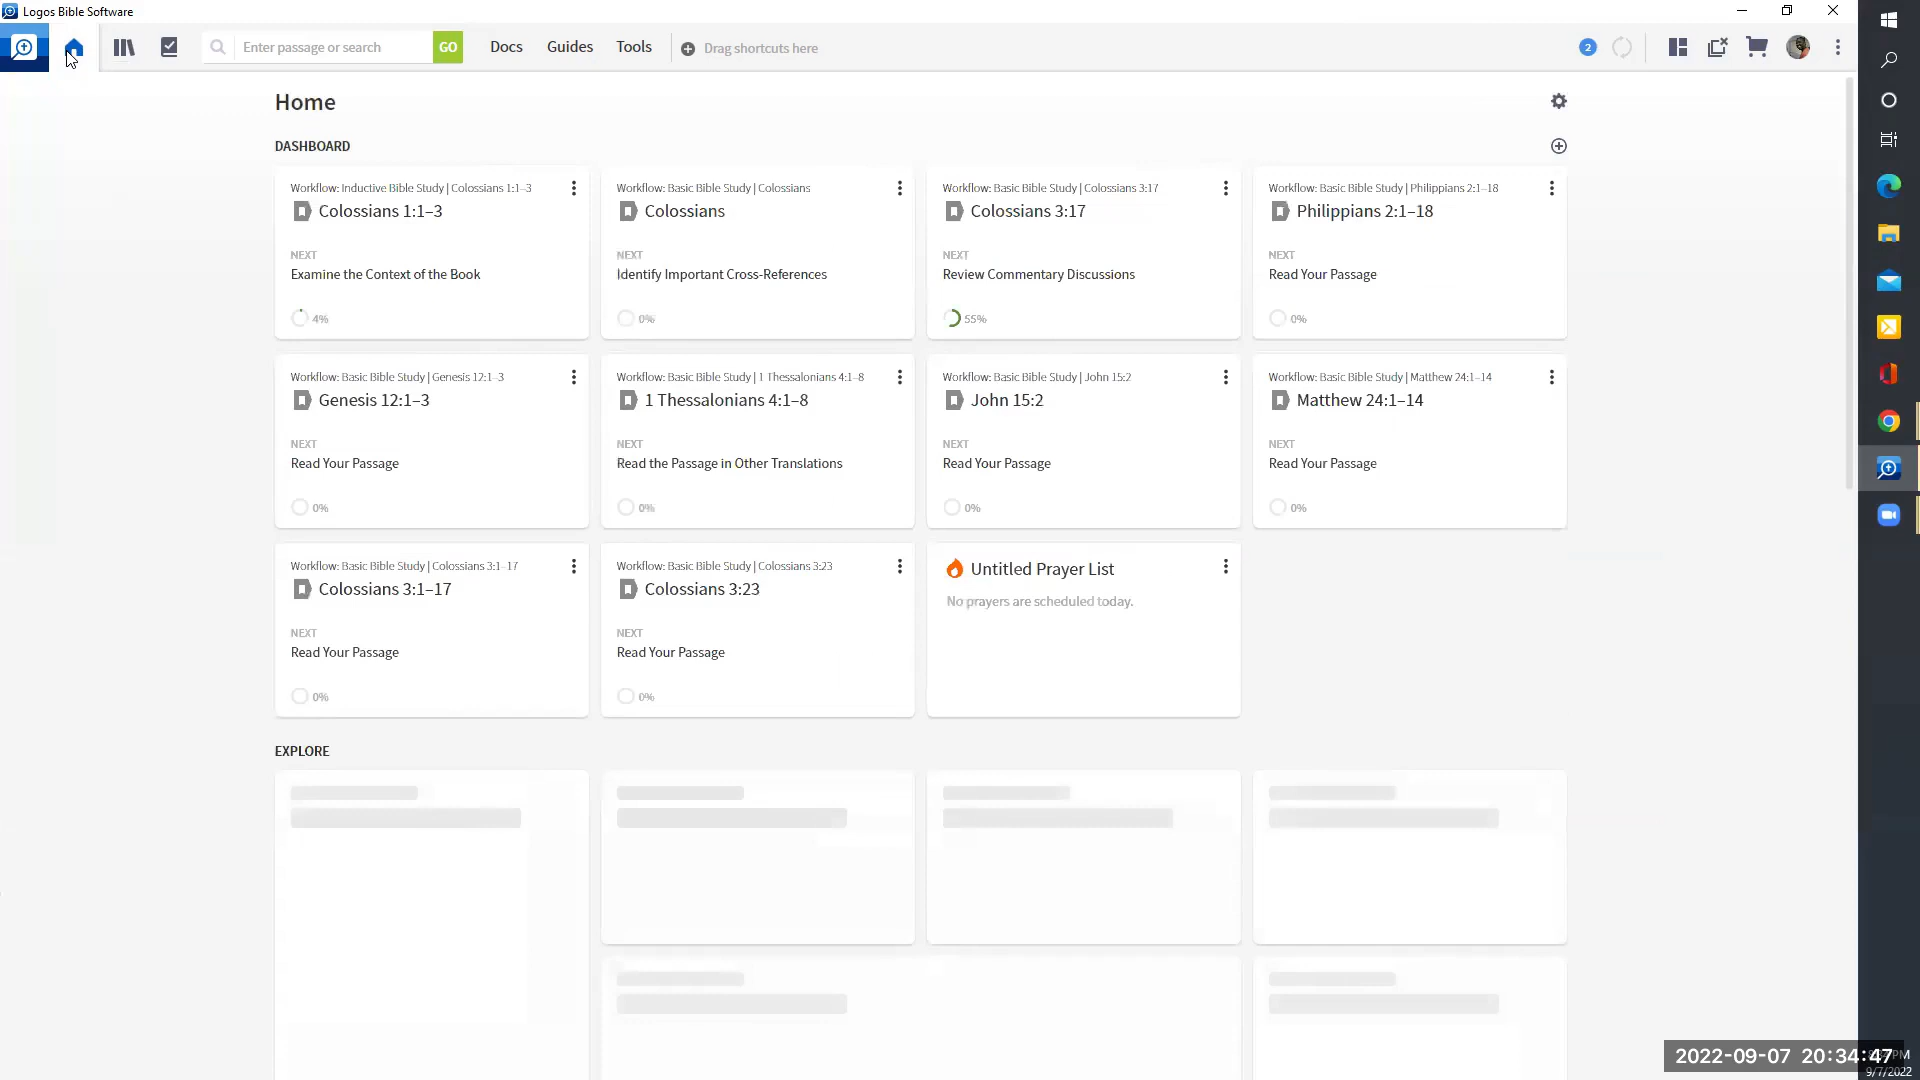 Logos Bible Software
Enter passage or search
GO
Docs
Guides
Tools
Drag shortcuts here
2
Home
DASHBOARD
Workflow: Inductive Bible Study | Colossians 1:1–3
Colossians 1:1–3
NEXT
Examine the Context of the Book
4%
Workflow: Basic Bible Study | Colossians
Colossians
NEXT
Identify Important Cross-References
0%
Workflow: Basic Bible Study | Colossians 3:17
Colossians 3:17
NEXT
Review Commentary Discussions
55%
Workflow: Basic Bible Study | Philippians 2:1–18
Philippians 2:1–18
NEXT
Read Your Passage
0%
Workflow: Basic Bible Study | Genesis 12:1–3
Genesis 12:1–3
NEXT
Read Your Passage
0%
Workflow: Basic Bible Study | 1 Thessalonians 4:1–8
1 Thessalonians 4:1–8
NEXT
Read the Passage in Other Translations
0%
Workflow: Basic Bible Study | John 15:2
John 15:2
NEXT
Read Your Passage
0%
Workflow: Basic Bible Study | Matthew 24:1–14
Matthew 24:1–14
NEXT
Read Your Passage
0%
Workflow: Basic Bible Study | Colossians 3:1–17
Colossians 3:1–17
NEXT
Read Your Passage
0%
Workflow: Basic Bible Study | Colossians 3:23
Colossians 3:23
NEXT
Read Your Passage
0%
Untitled Prayer List
No prayers are scheduled today.
EXPLORE
2022-09-07 20:34:47
PM
9/7/2022